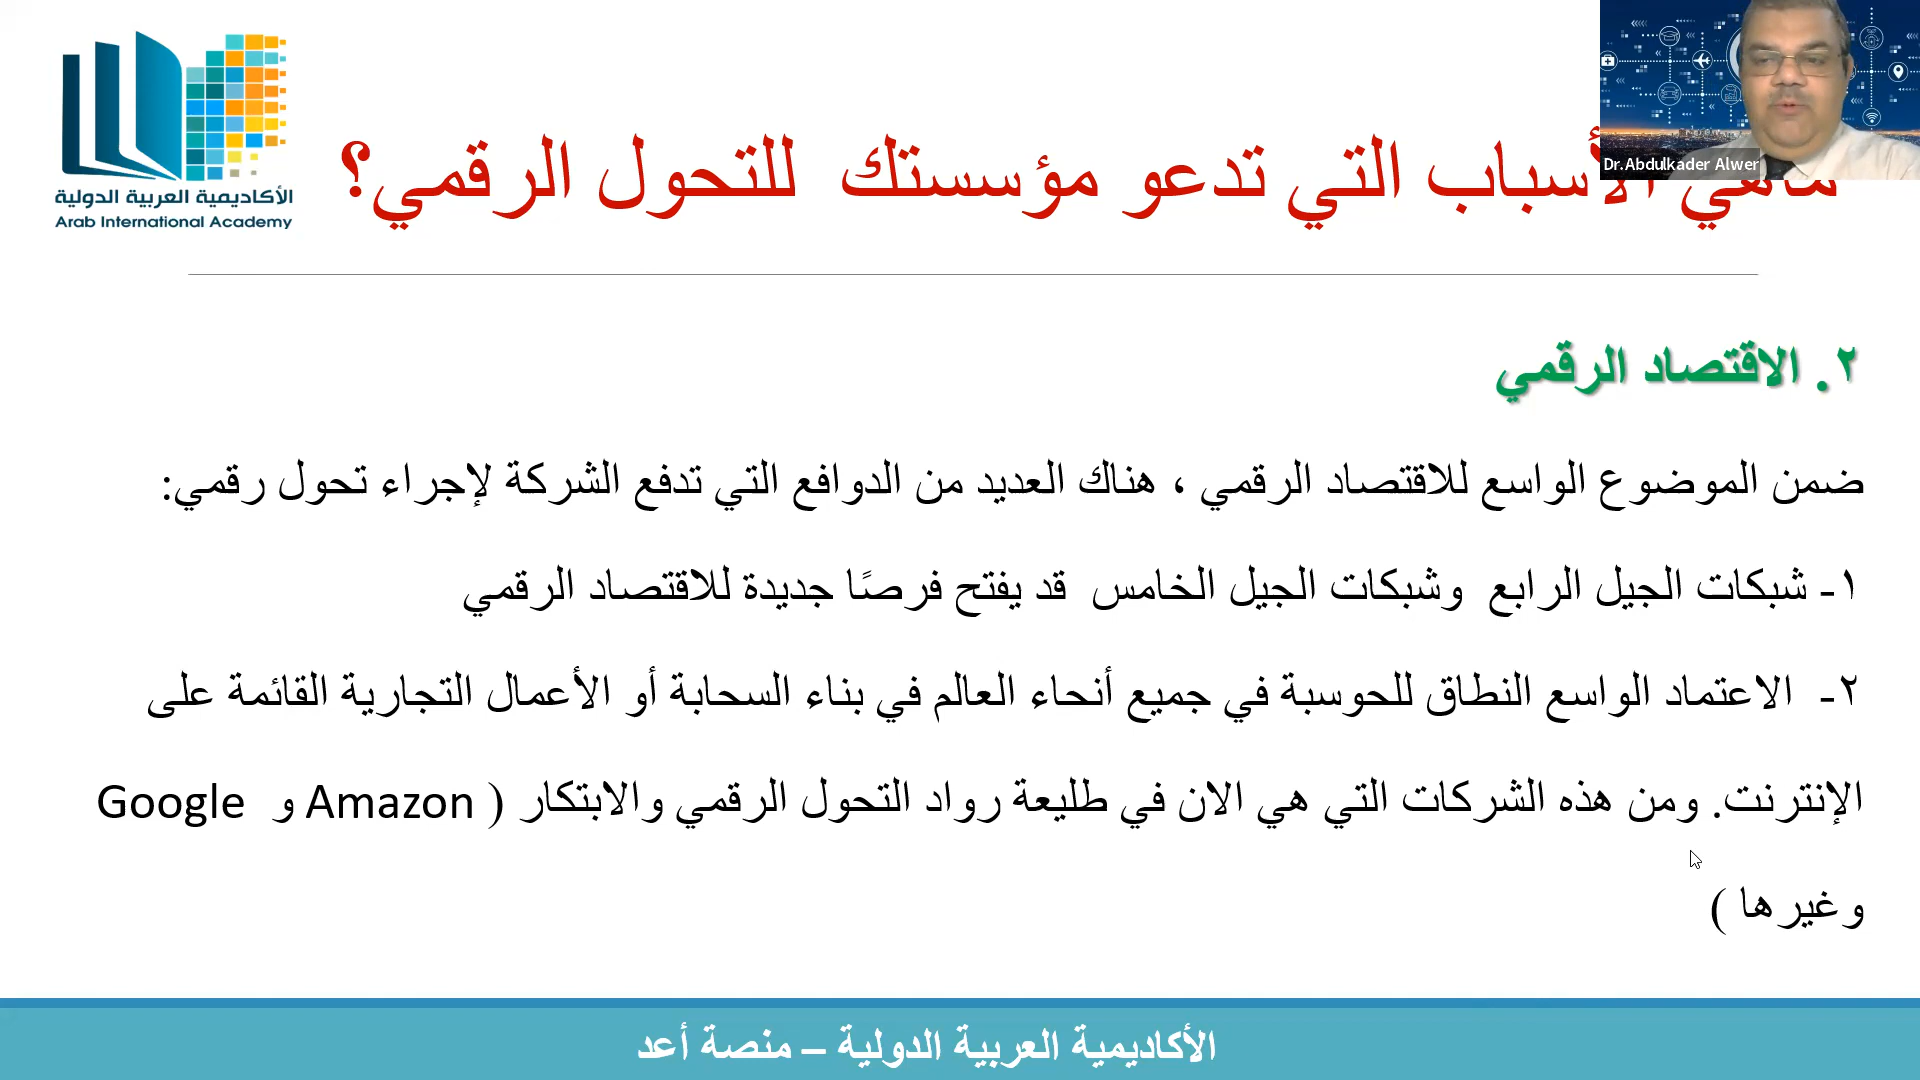 الأكاديمية العربية الدولية
Arab International Academy
Dr.Abdulkader Alwer
ماهي الأسباب التي تدعو مؤسستك للتحول الرقمي؟
٢. الاقتصاد الرقمي
ضمن الموضوع الواسع للاقتصاد الرقمي ، هناك العديد من الدوافع التي تدفع الشركة لإجراء تحول رقمي:
١- شبكات الجيل الرابع وشبكات الجيل الخامس قد يفتح فرصًا جديدة للاقتصاد الرقمي
٢- الاعتماد الواسع النطاق للحوسبة في جميع أنحاء العالم في بناء السحابة أو الأعمال التجارية القائمة على
الإنترنت. ومن هذه الشركات التي هي الان في طليعة رواد التحول الرقمي والابتكار ( Amazon و Google
وغيرها )
الأكاديمية العربية الدولية – منصة أعد